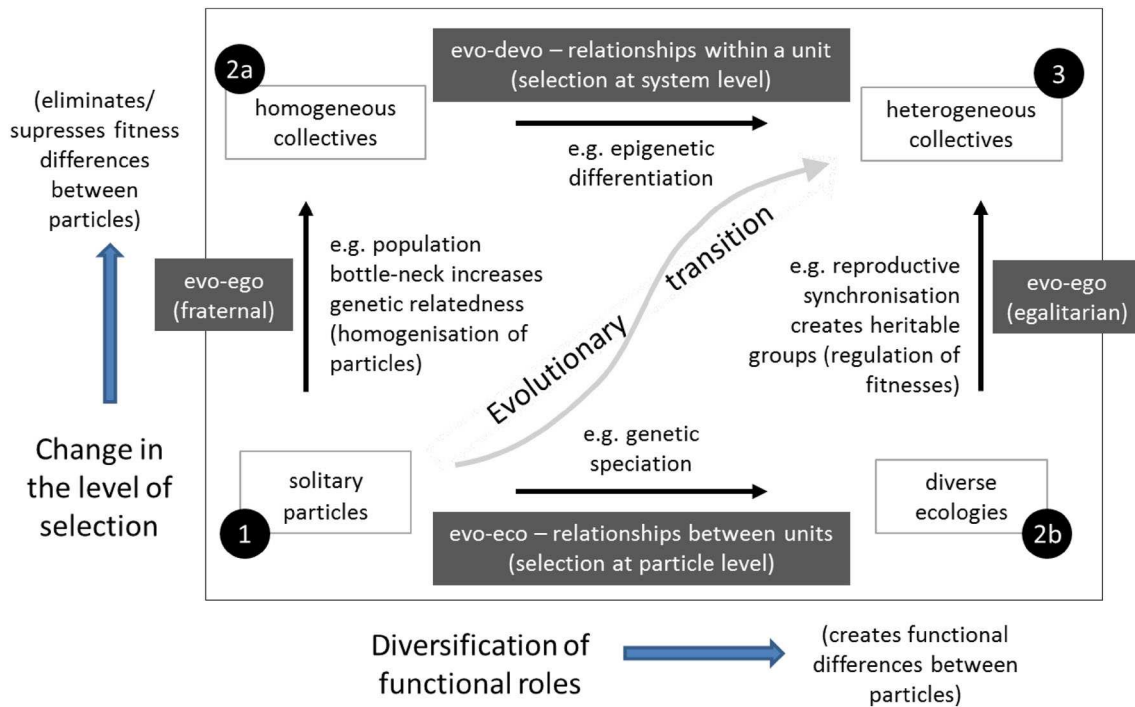 evo-devo – relationships within a unit
(selection at system level)
2a
3
homogeneous
collectives
heterogeneous
collectives
(eliminates/
supresses fitness
differences
between
particles)
e.g. epigenetic
differentiation
evo-ego
(fraternal)
e.g. population
bottle-neck increases
genetic relatedness
(homogenisation of
particles)
Evolutionary
transition
e.g. reproductive
synchronisation
creates heritable
groups (regulation of
fitnesses)
evo-ego
(egalitarian)
Change in
the level of
selection
solitary
particles
1
e.g. genetic
speciation
diverse
ecologies
2b
evo-eco – relationships between units
(selection at particle level)
Diversification of
functional roles
(creates functional
differences between
particles)